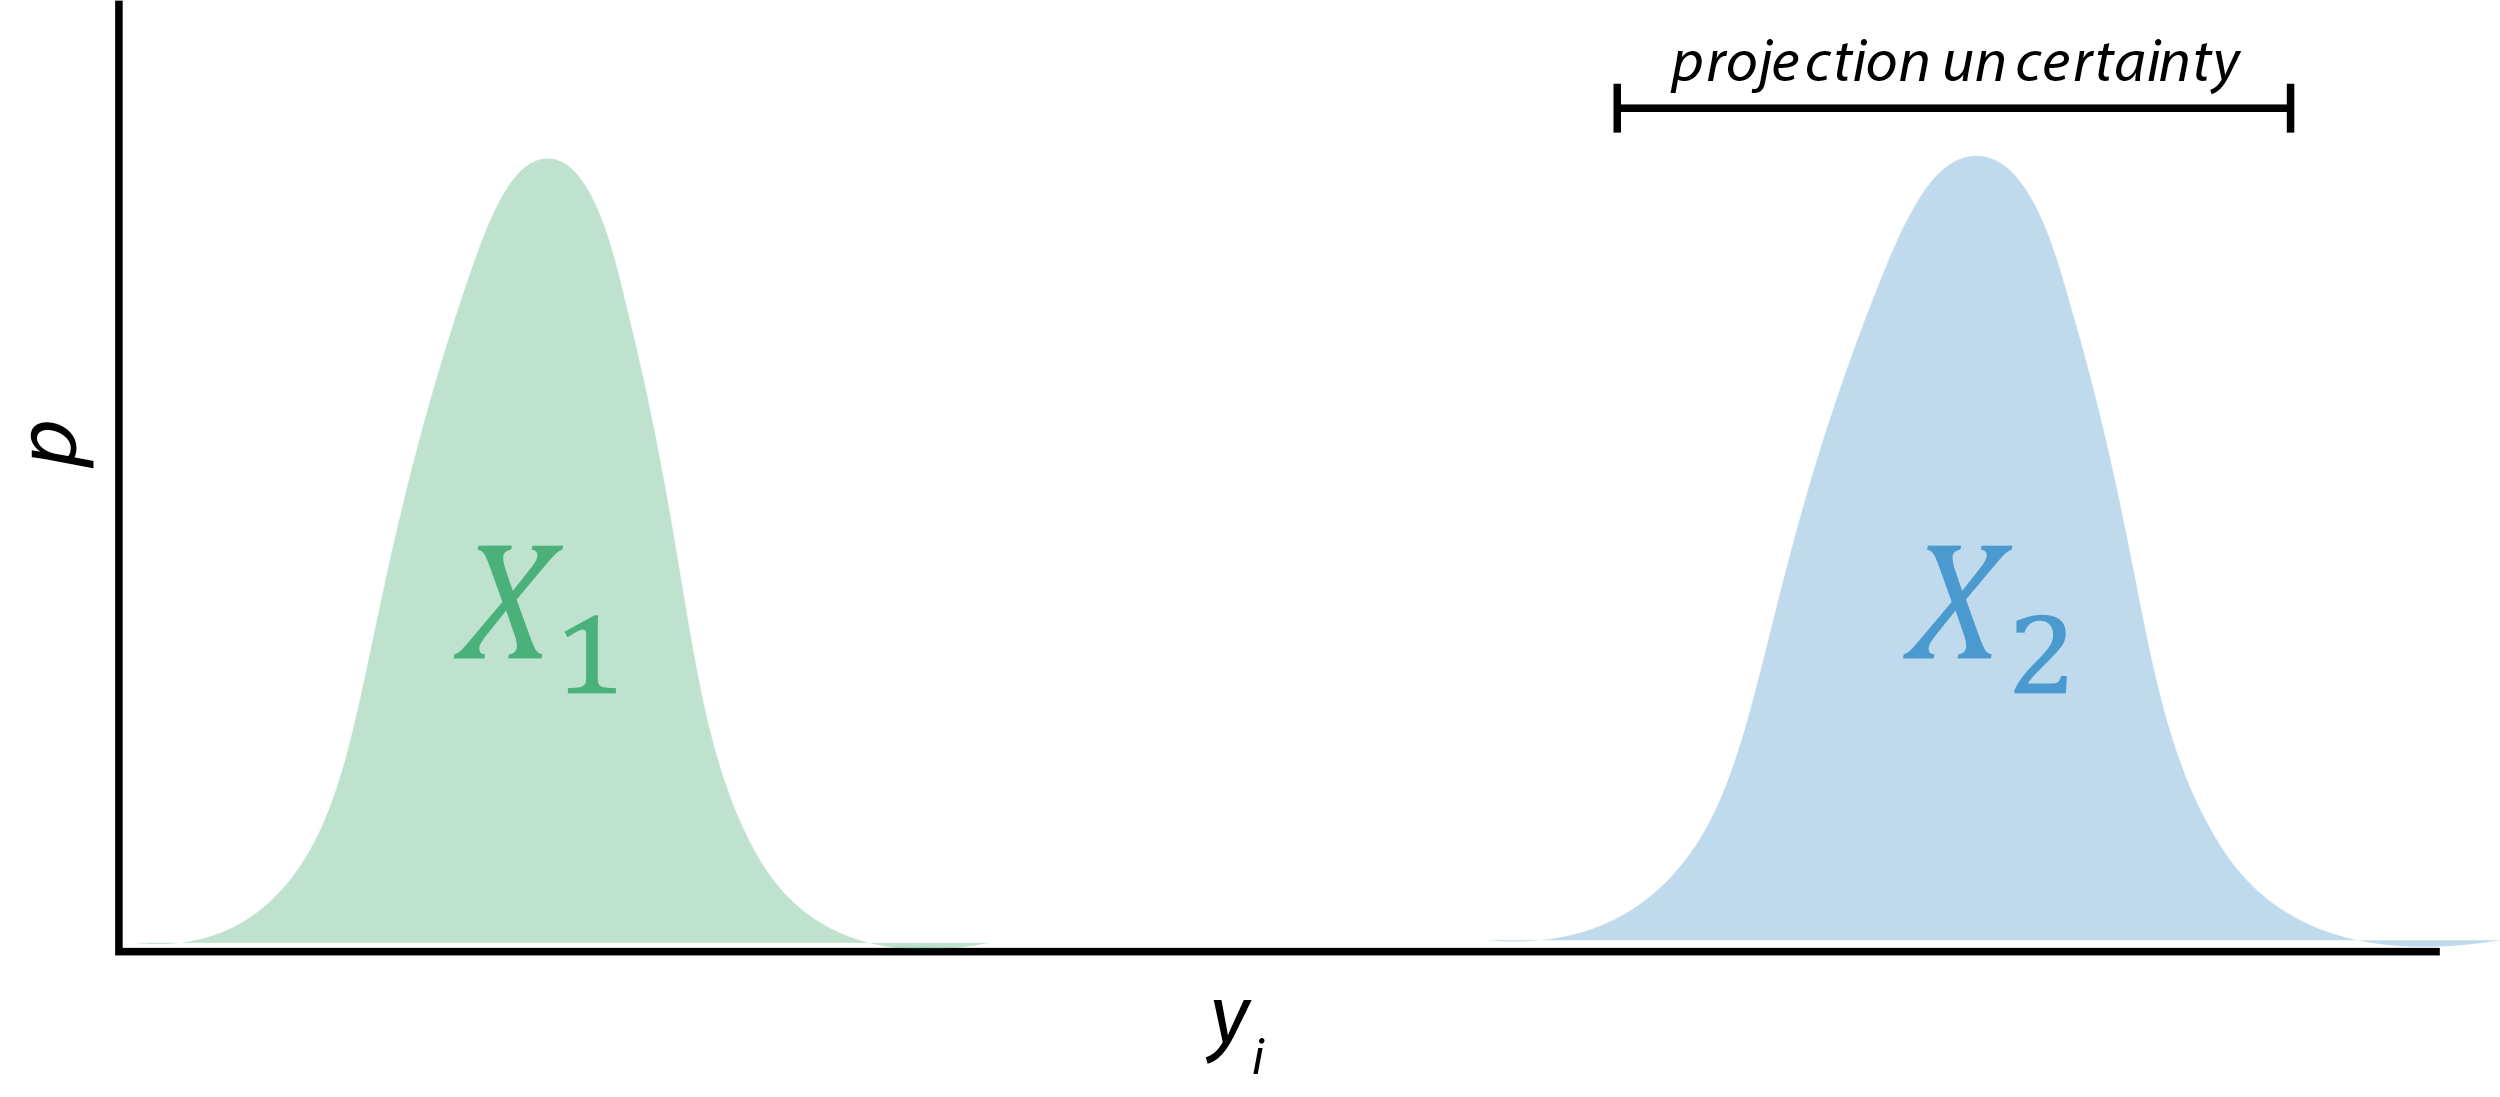 projection uncertainty
p
X₁
X₂
yᵢ